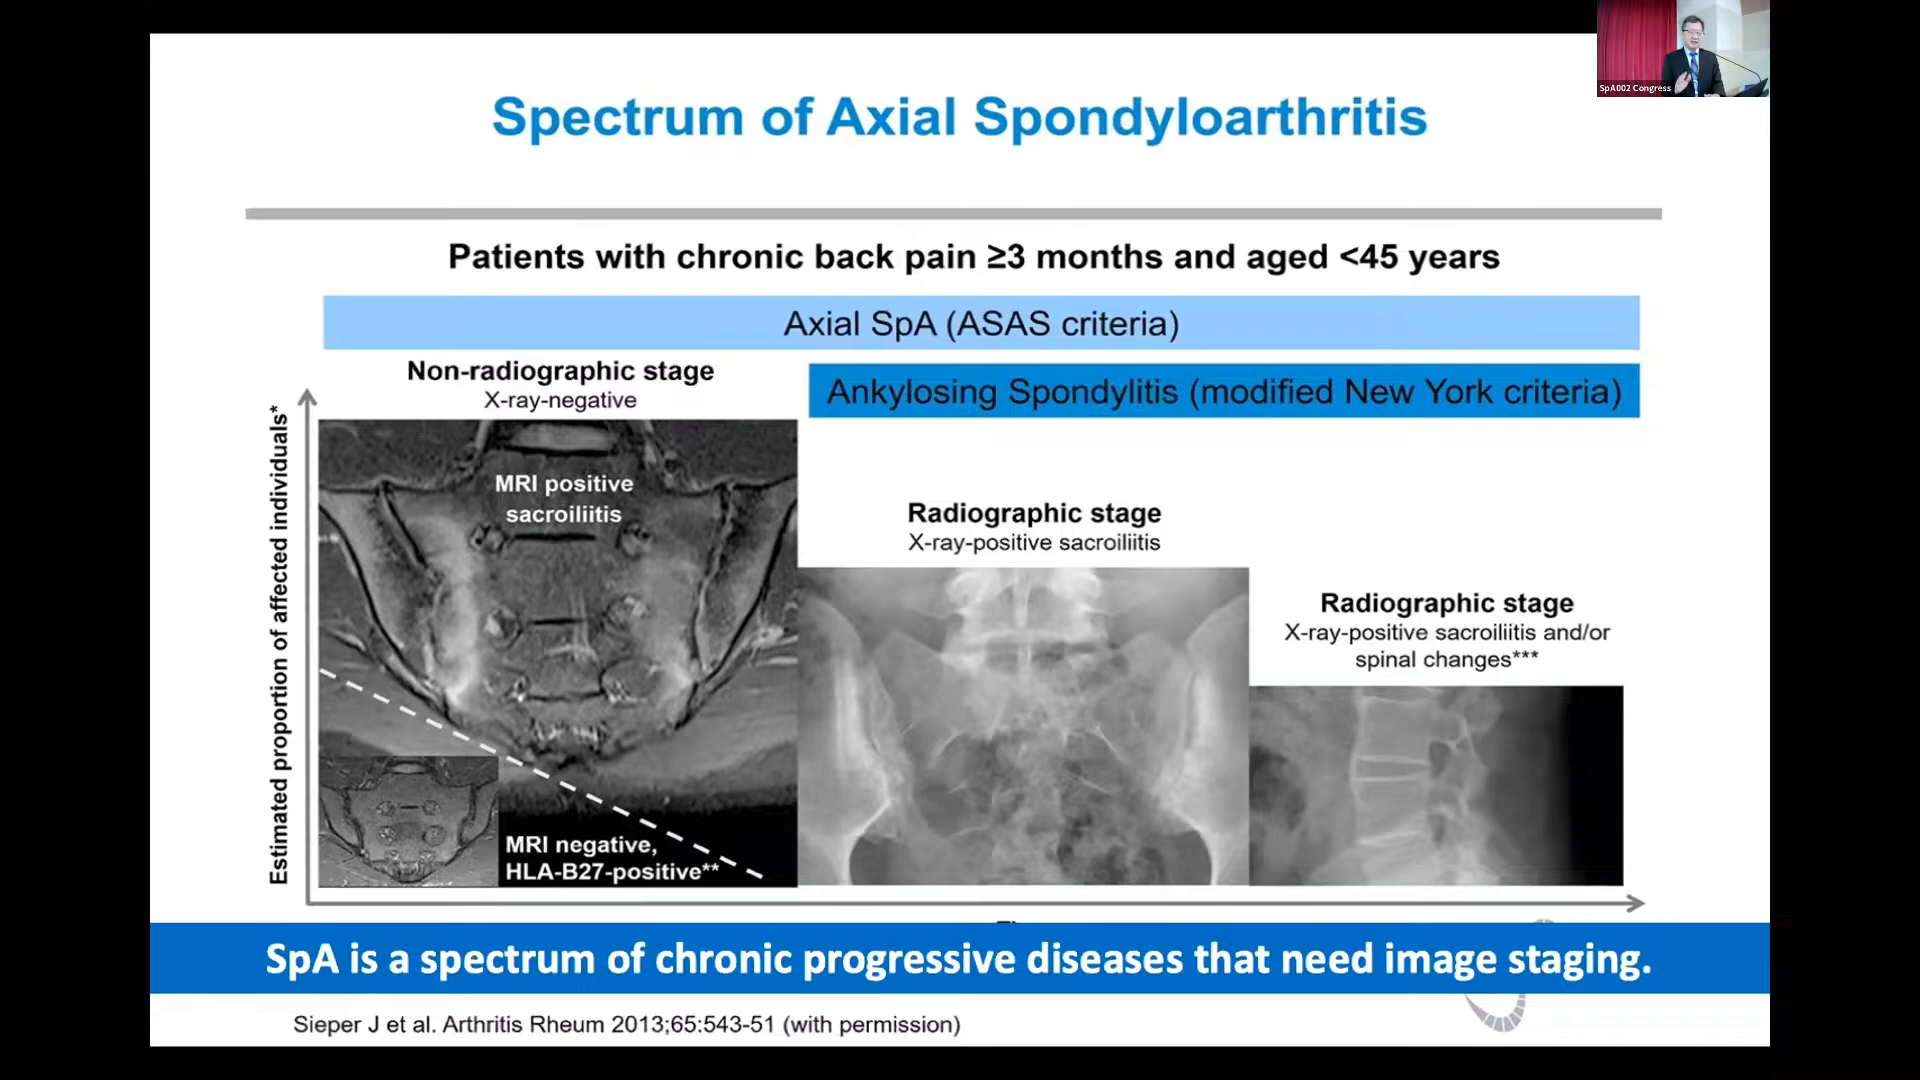 SpA002 Congress
Spectrum of Axial Spondyloarthritis
Patients with chronic back pain ≥3 months and aged <45 years
Axial SpA (ASAS criteria)
Non-radiographic stage
X-ray-negative
Ankylosing Spondylitis (modified New York criteria)
Estimated proportion of affected individuals*
MRI positive
sacroiliitis
Radiographic stage
X-ray-positive sacroiliitis
Radiographic stage
X-ray-positive sacroiliitis and/or
spinal changes***
MRI negative,
HLA-B27-positive**
SpA is a spectrum of chronic progressive diseases that need image staging.
Sieper J et al. Arthritis Rheum 2013;65:543-51 (with permission)